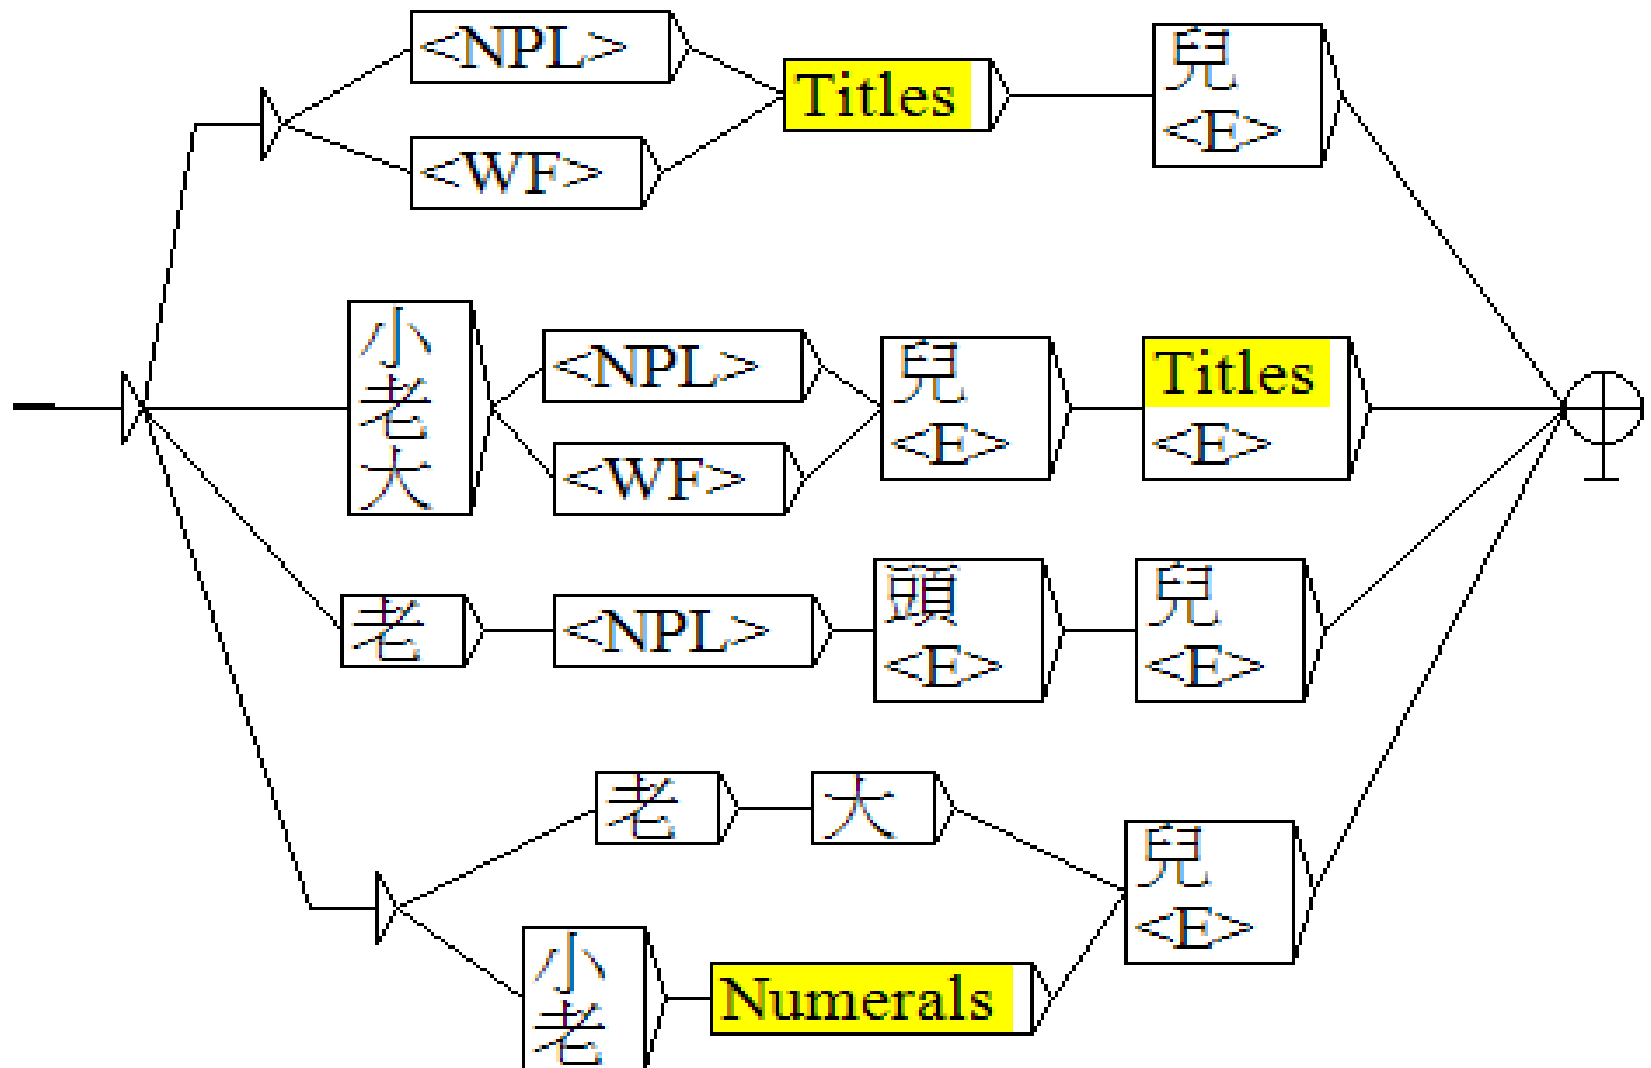 <NPL>
<WF>
Titles
兒
<E>
小
老
大
<NPL>
<WF>
兒
<E>
Titles
<E>
老
<NPL>
頭
<E>
兒
<E>
老
大
小
老
Numerals
兒
<E>